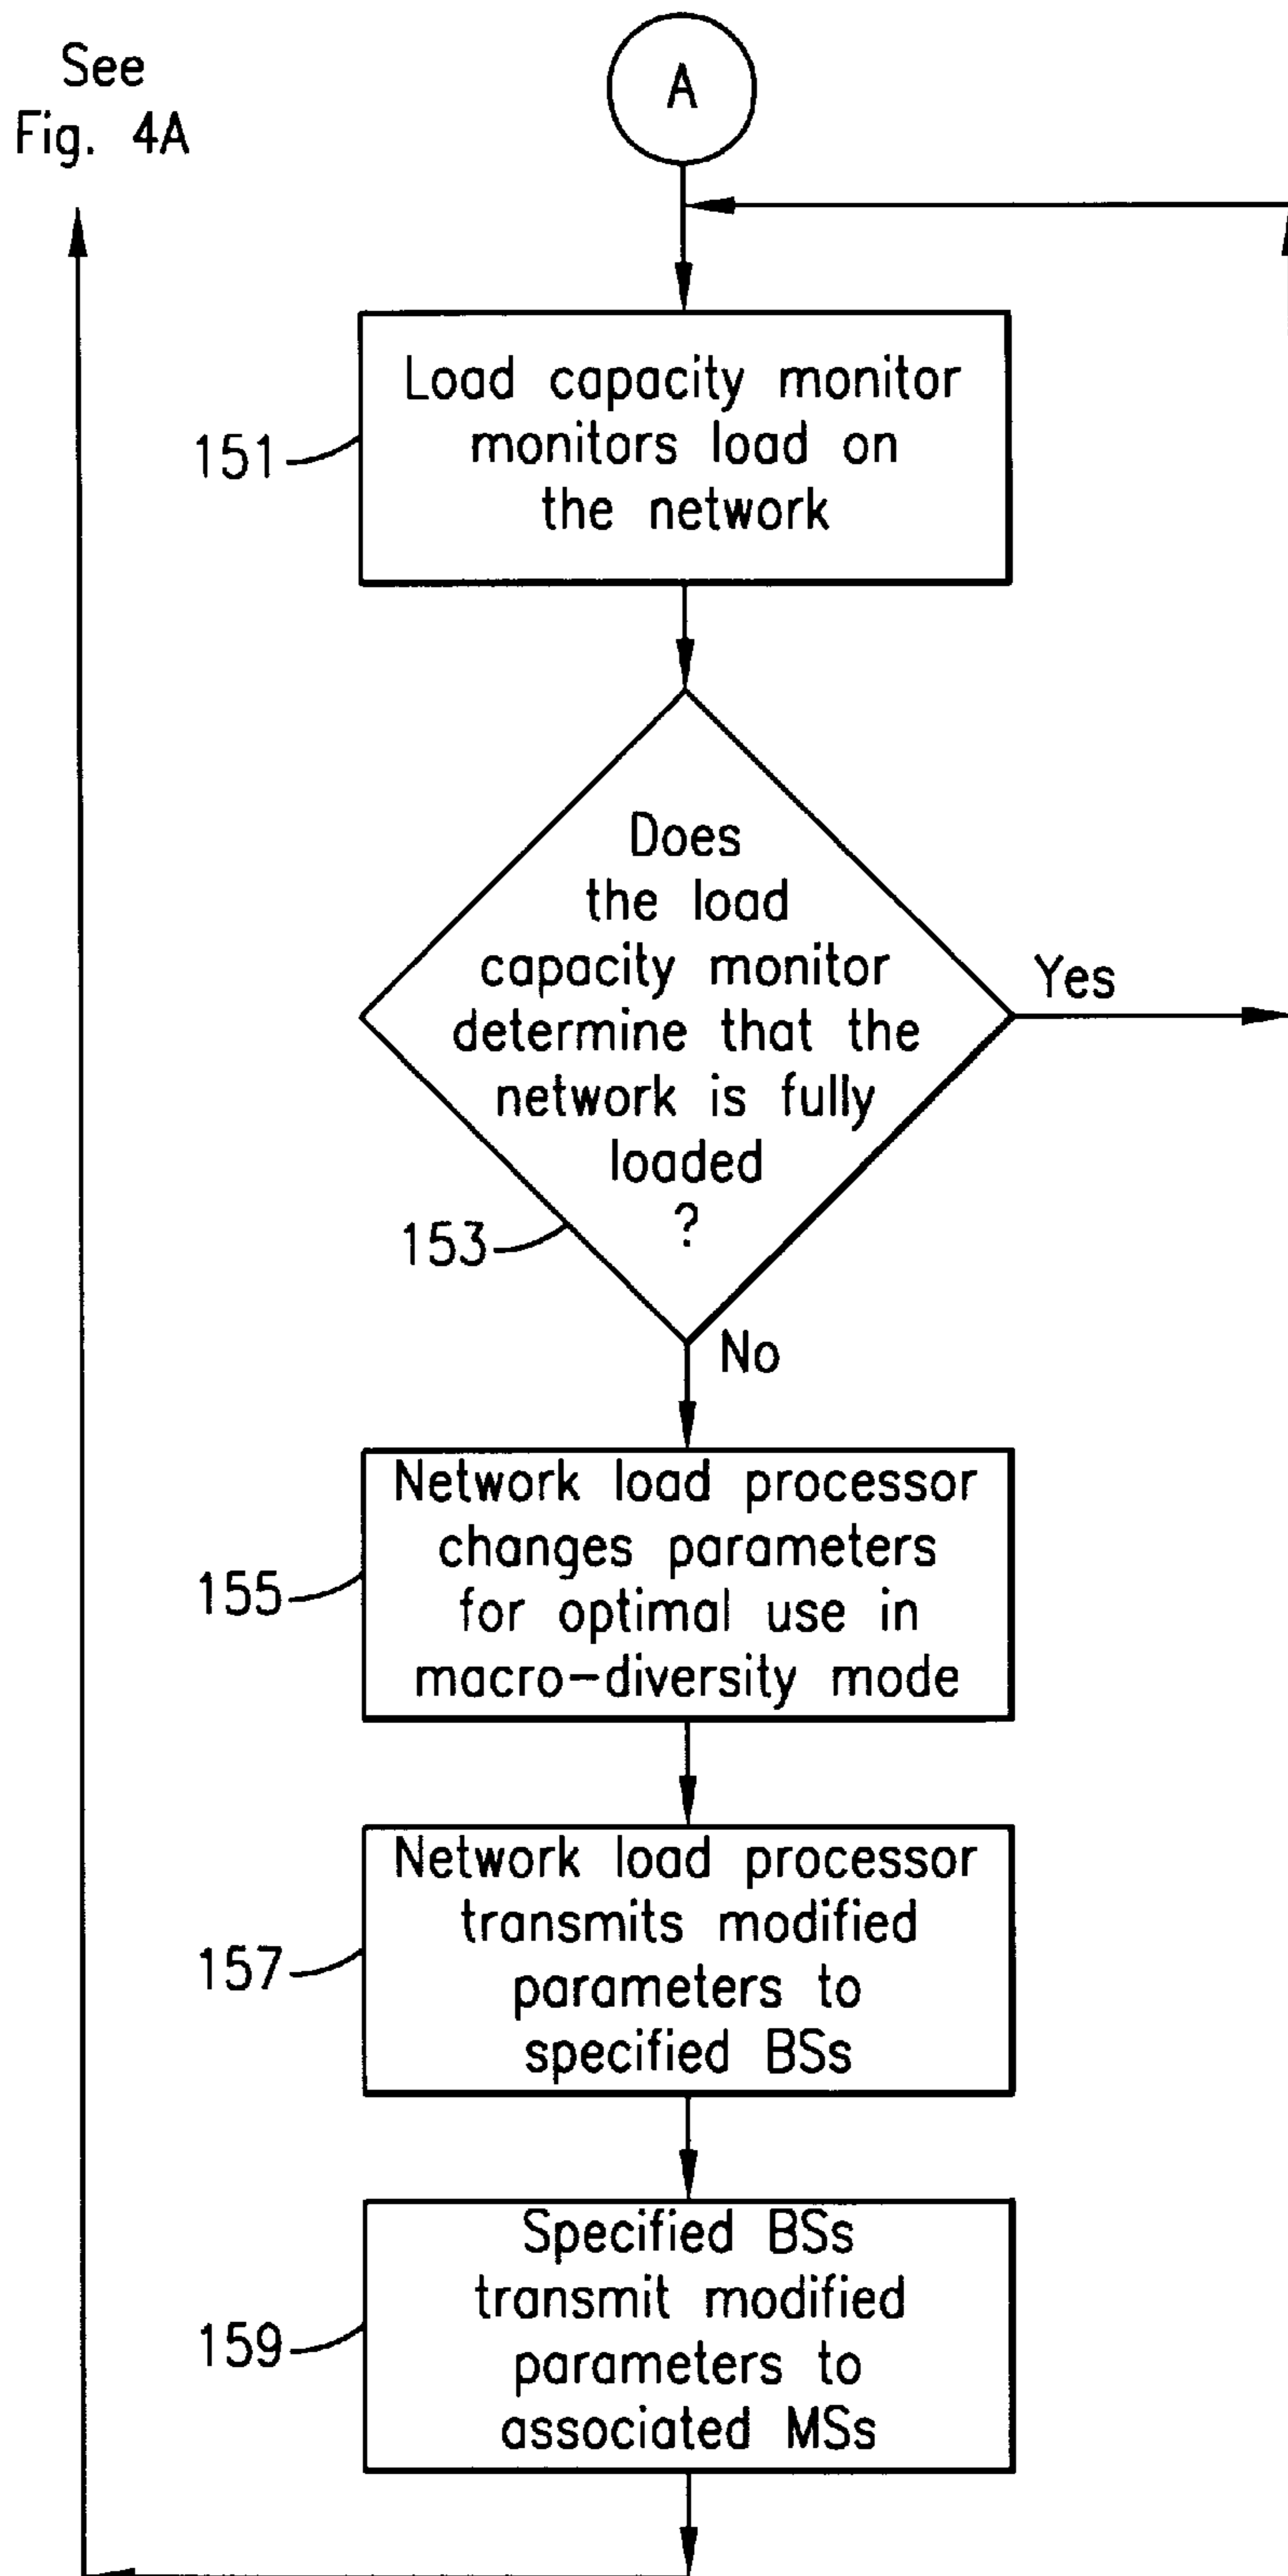 See
Fig. 4A
A
Load capacity monitor
monitors load on
the network
151
Does
the load
capacity monitor
determine that the
network is fully
loaded
?
Yes
153
No
Network load processor
changes parameters
for optimal use in
macro-diversity mode
155
Network load processor
transmits modified
parameters to
specified BSs
157
Specified BSs
transmit modified
parameters to
associated MSs
159